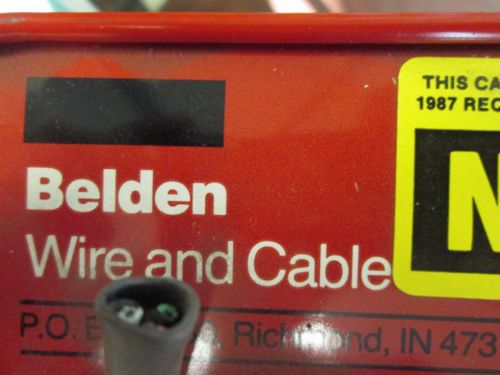 THIS CA
1987 REC
N
Belden
Wire and Cable
P.O. Richmond, IN 473